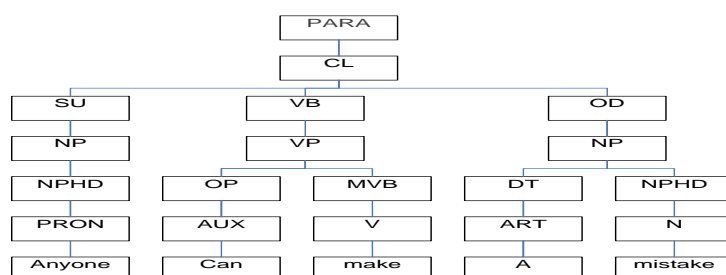 PARA
CL
SU VB OD
NP VP NP
NPHD OP MVB DT NPHD
PRON AUX V ART N
Anyone Can make A mistake